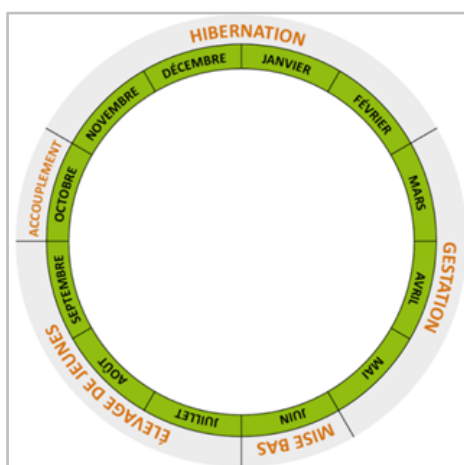 HIBERNATION
JANVIER
FÉVRIER
MARS
AVRIL
MAI
JUIN
JUILLET
AOÛT
SEPTEMBRE
OCTOBRE
NOVEMBRE
DÉCEMBRE
GESTATION
MISE BAS
ÉLEVAGE DE JEUNES
ACCOUPLEMENT